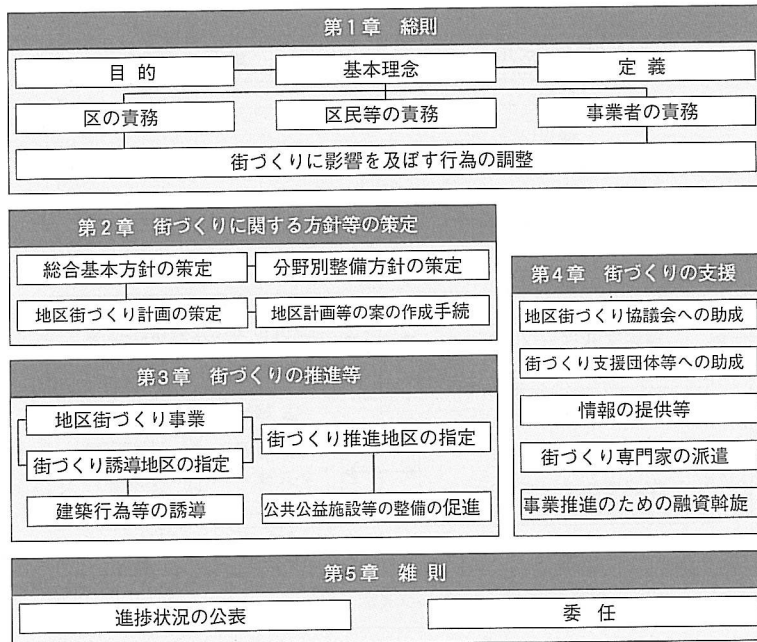 第1章 総則
目 的
基本理念
定 義
区の責務
区民等の責務
事業者の責務
街づくりに影響を及ぼす行為の調整
第2章 街づくりに関する方針等の策定
総合基本方針の策定
分野別整備方針の策定
地区街づくり計画の策定
地区計画等の案の作成手続
第3章 街づくりの推進等
地区街づくり事業
街づくり誘導地区の指定
街づくり推進地区の指定
建築行為等の誘導
公共公益施設等の整備の促進
第4章 街づくりの支援
地区街づくり協議会への助成
街づくり支援団体等への助成
情報の提供等
街づくり専門家の派遣
事業推進のための融資斡旋
第5章 雑 則
進捗状況の公表
委 任